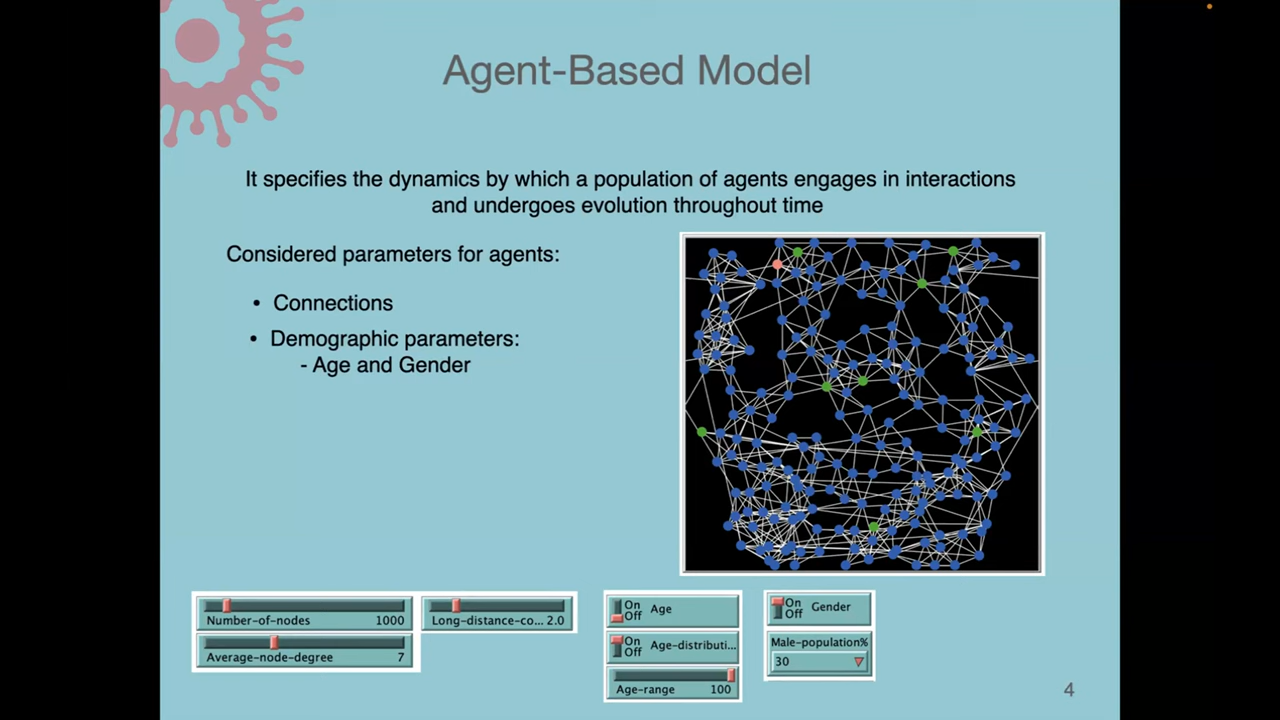 Agent-Based Model
It specifies the dynamics by which a population of agents engages in interactions
and undergoes evolution throughout time
Considered parameters for agents:
• Connections
• Demographic parameters:
- Age and Gender
Number-of-nodes 1000
Average-node-degree 7
Long-distance-co... 2.0
On
Off
Age
On
Off
Age-distributi...
Age-range 100
On
Off
Gender
Male-population%
30
4